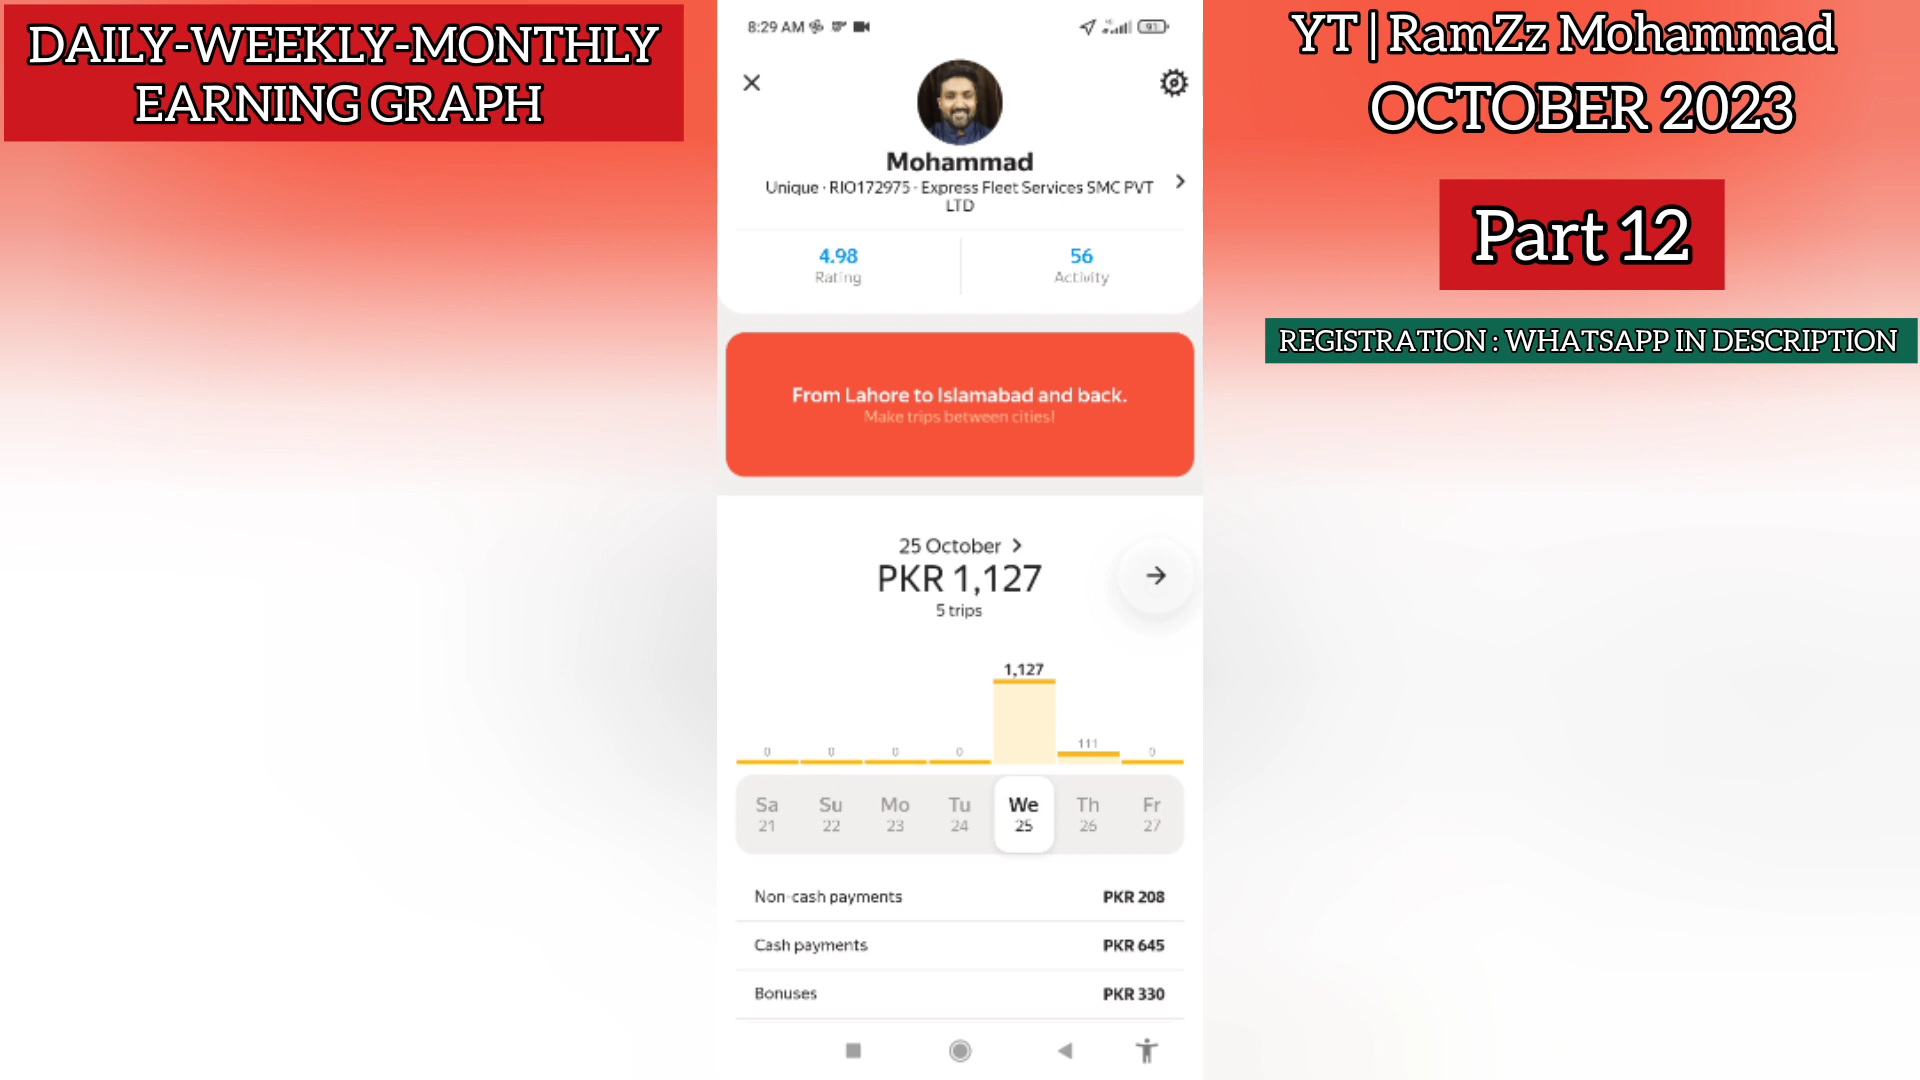 DAILY-WEEKLY-MONTHLY
EARNING GRAPH
YT | RamZz Mohammad
OCTOBER 2023
Part 12
REGISTRATION : WHATSAPP IN DESCRIPTION
8:29 AM
91
Mohammad
Unique · RIO172975 · Express Fleet Services SMC PVT
LTD
4.98
Rating
56
Activity
From Lahore to Islamabad and back.
Make trips between cities!
25 October
PKR 1,127
5 trips
0 0 0 0 1,127 111 0
Sa Su Mo Tu We Th Fr
21 22 23 24 25 26 27
Non-cash payments PKR 208
Cash payments PKR 645
Bonuses PKR 330